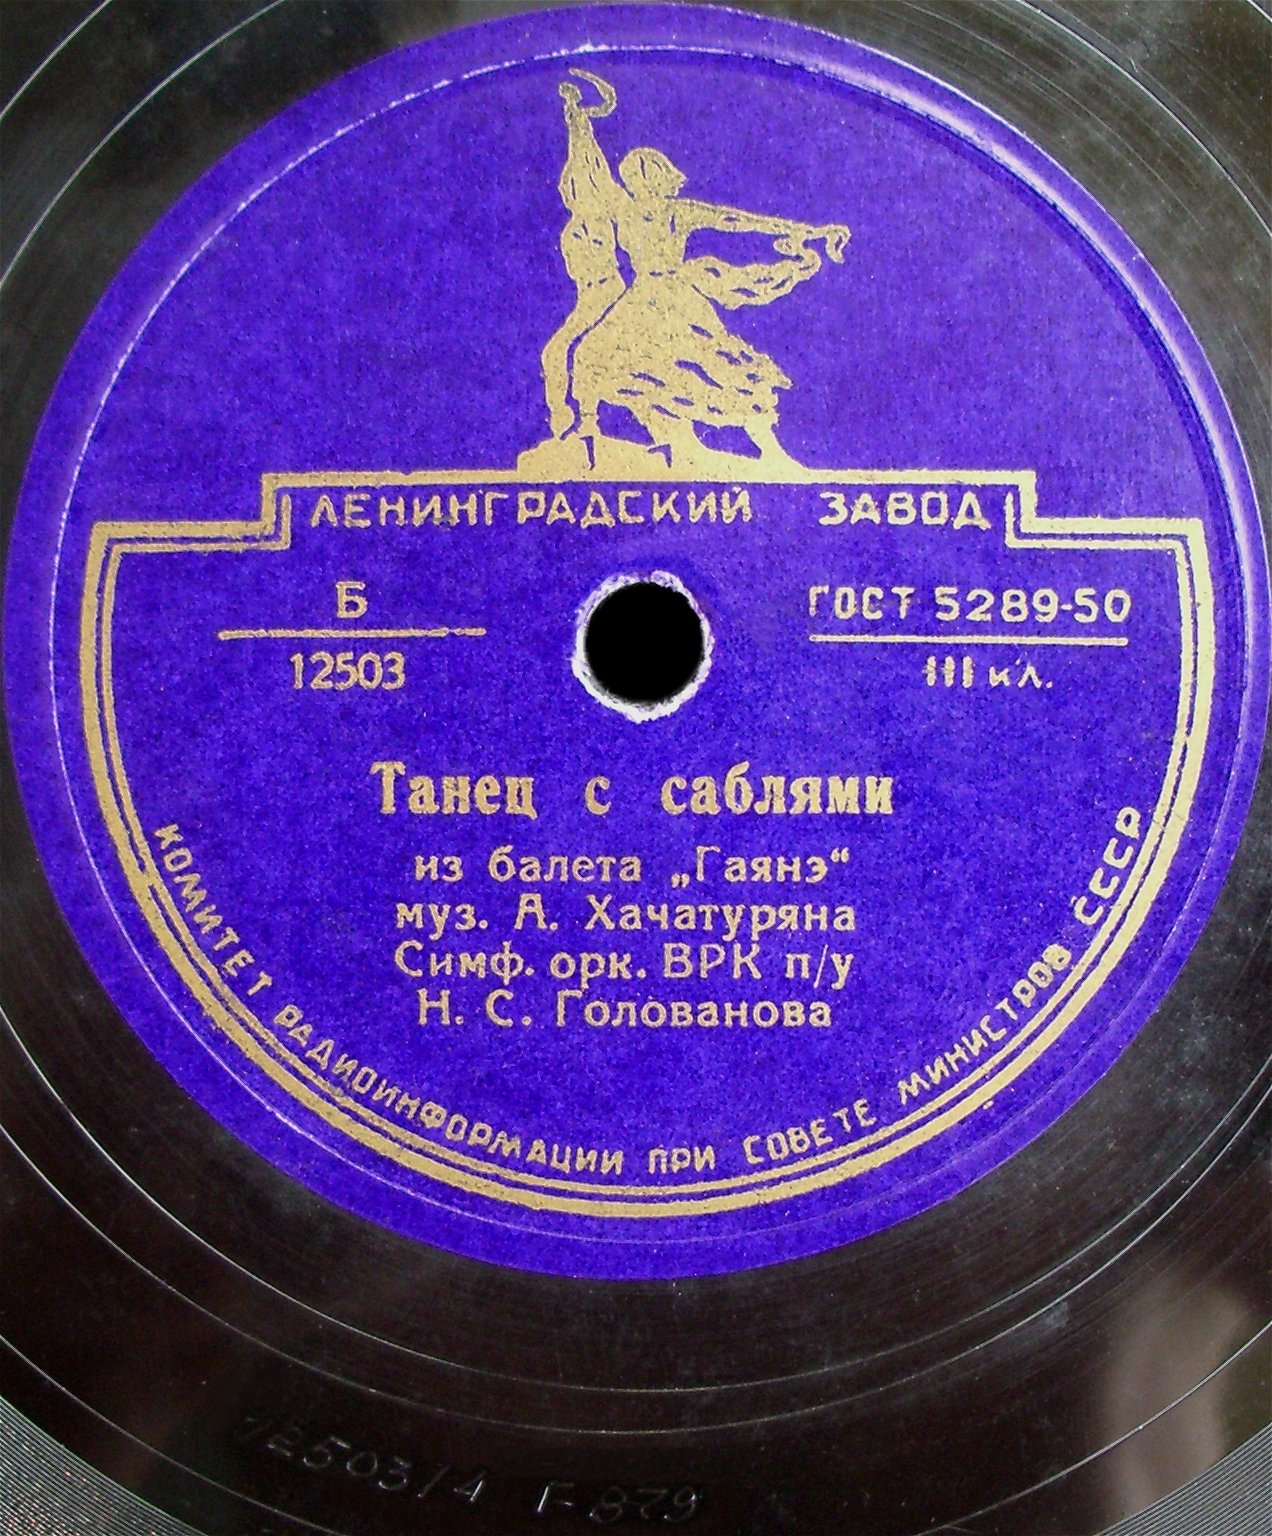 ЛЕНИНГРАДСКИЙ ЗАВОД
Б
12503
ГОСТ 5289-50
III кл.
Танец с саблями
из балета „Гаянэ“
муз. А. Хачатуряна
Симф. орк. ВРК п/у
Н. С. Голованова
КОМИТЕТ РАДИОИНФОРМАЦИИ ПРИ СОВЕТЕ МИНИСТРОВ СССР
12503/4 Г-879